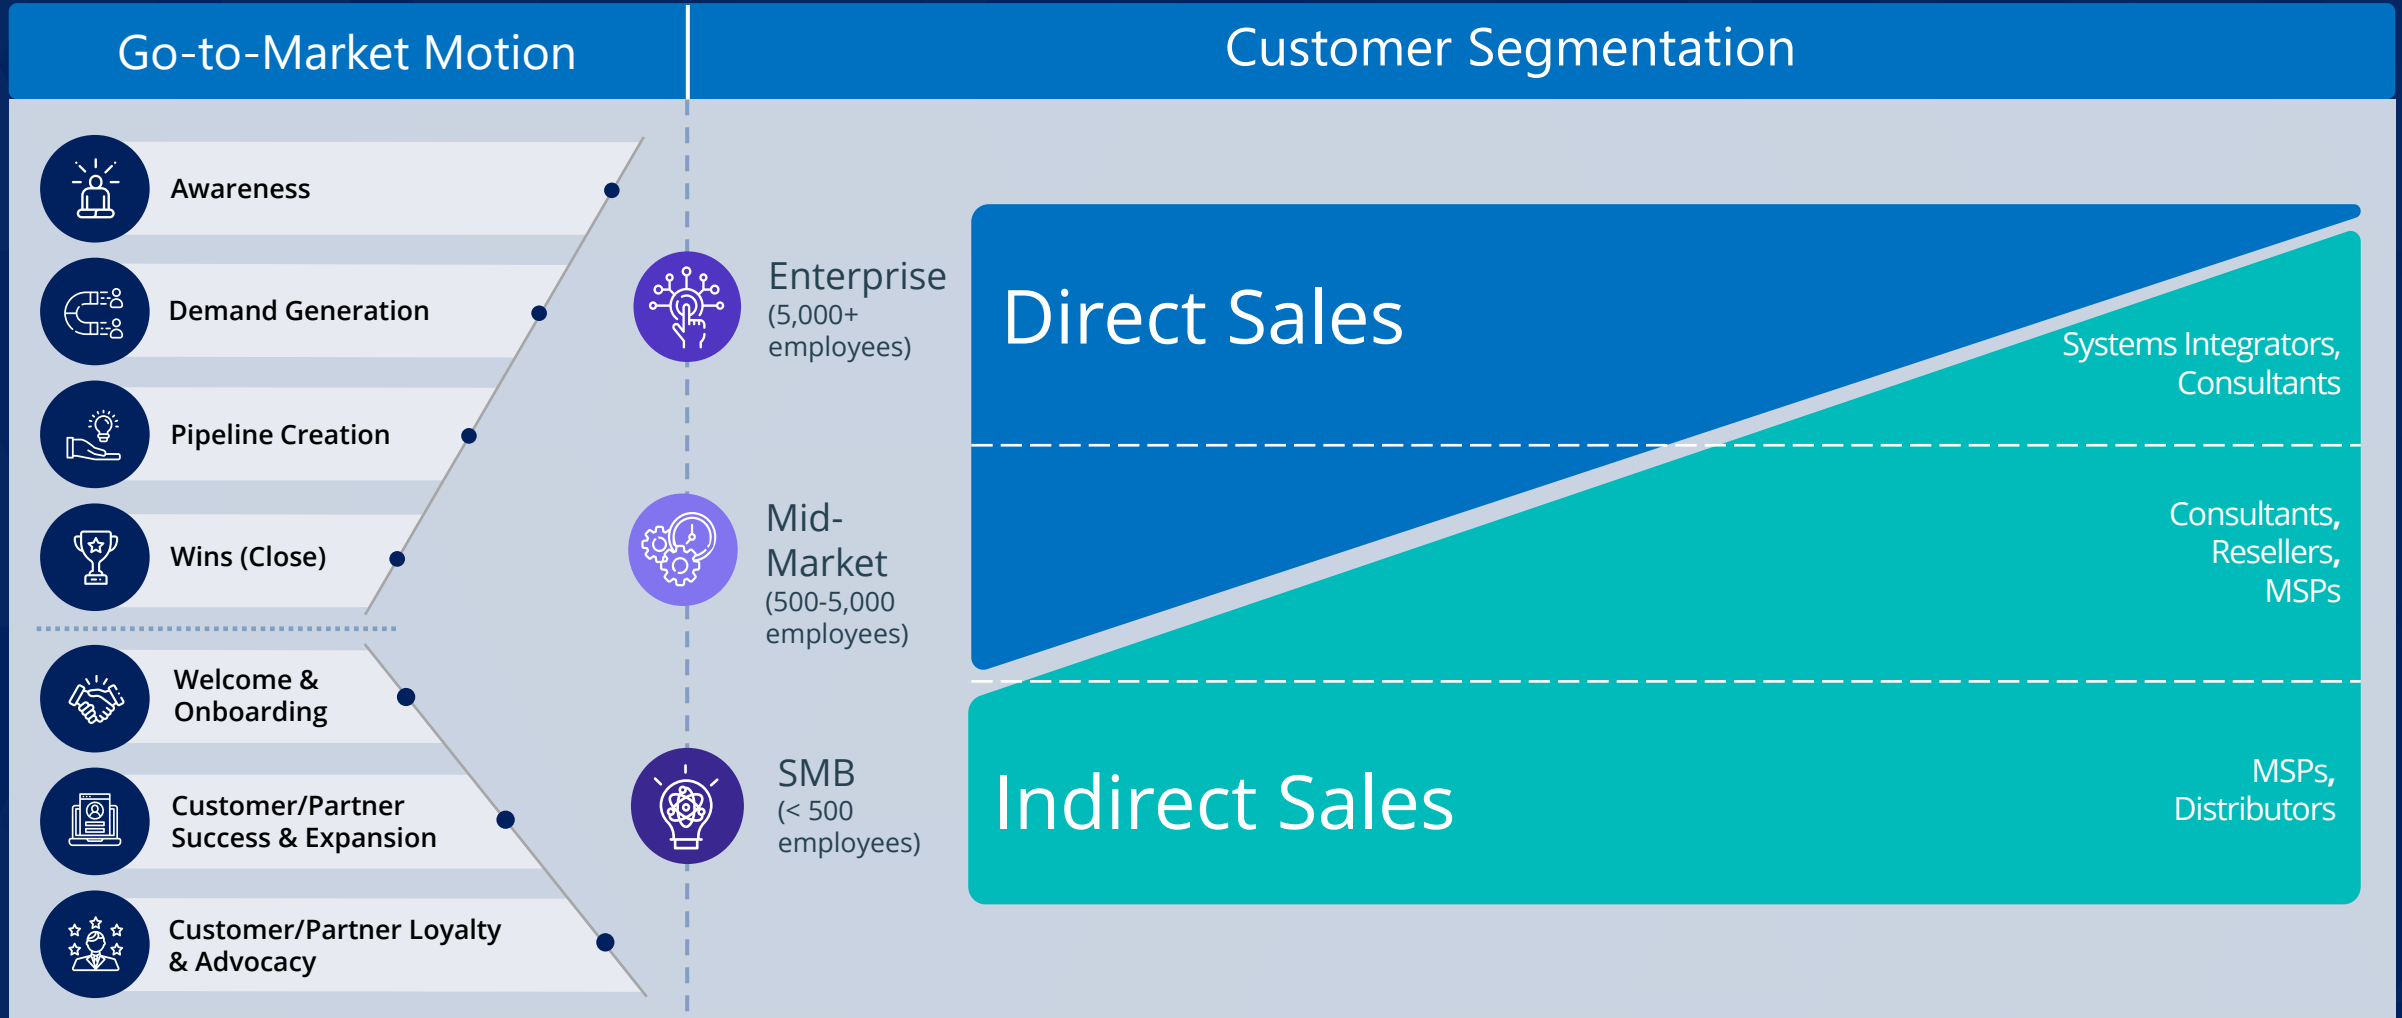 Go-to-Market Motion
Customer Segmentation
Awareness
Demand Generation
Pipeline Creation
Wins (Close)
Welcome &
Onboarding
Customer/Partner
Success & Expansion
Customer/Partner Loyalty
& Advocacy
Enterprise
(5,000+
employees)
Mid-
Market
(500-5,000
employees)
SMB
(< 500
employees)
Direct Sales
Systems Integrators,
Consultants
Consultants,
Resellers,
MSPs
Indirect Sales
MSPs,
Distributors